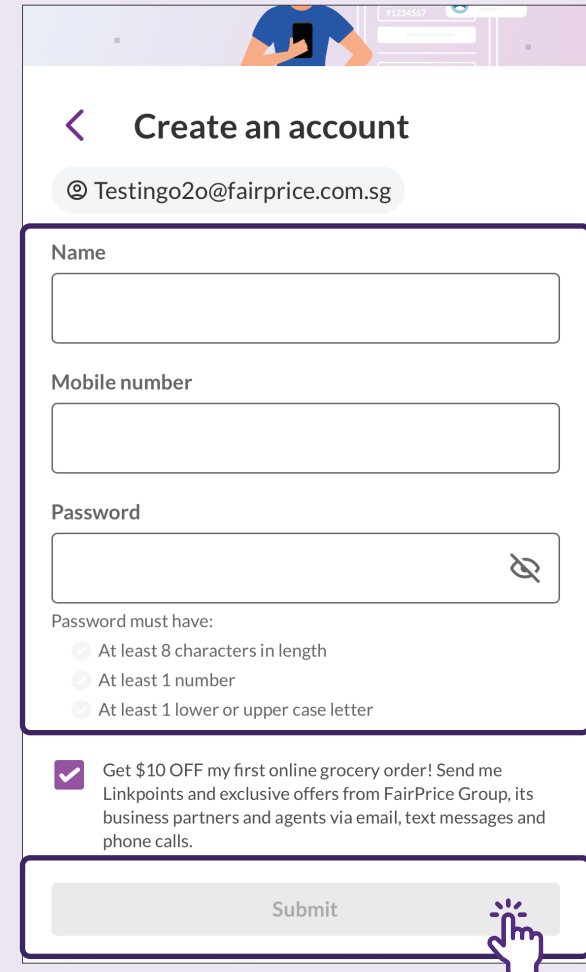 91234567
Create an account
Testingo2o@fairprice.com.sg
Name
Mobile number
Password
Password must have:
At least 8 characters in length
At least 1 number
At least 1 lower or upper case letter
Get $10 OFF my first online grocery order! Send me
Linkpoints and exclusive offers from FairPrice Group, its
business partners and agents via email, text messages and
phone calls.
Submit